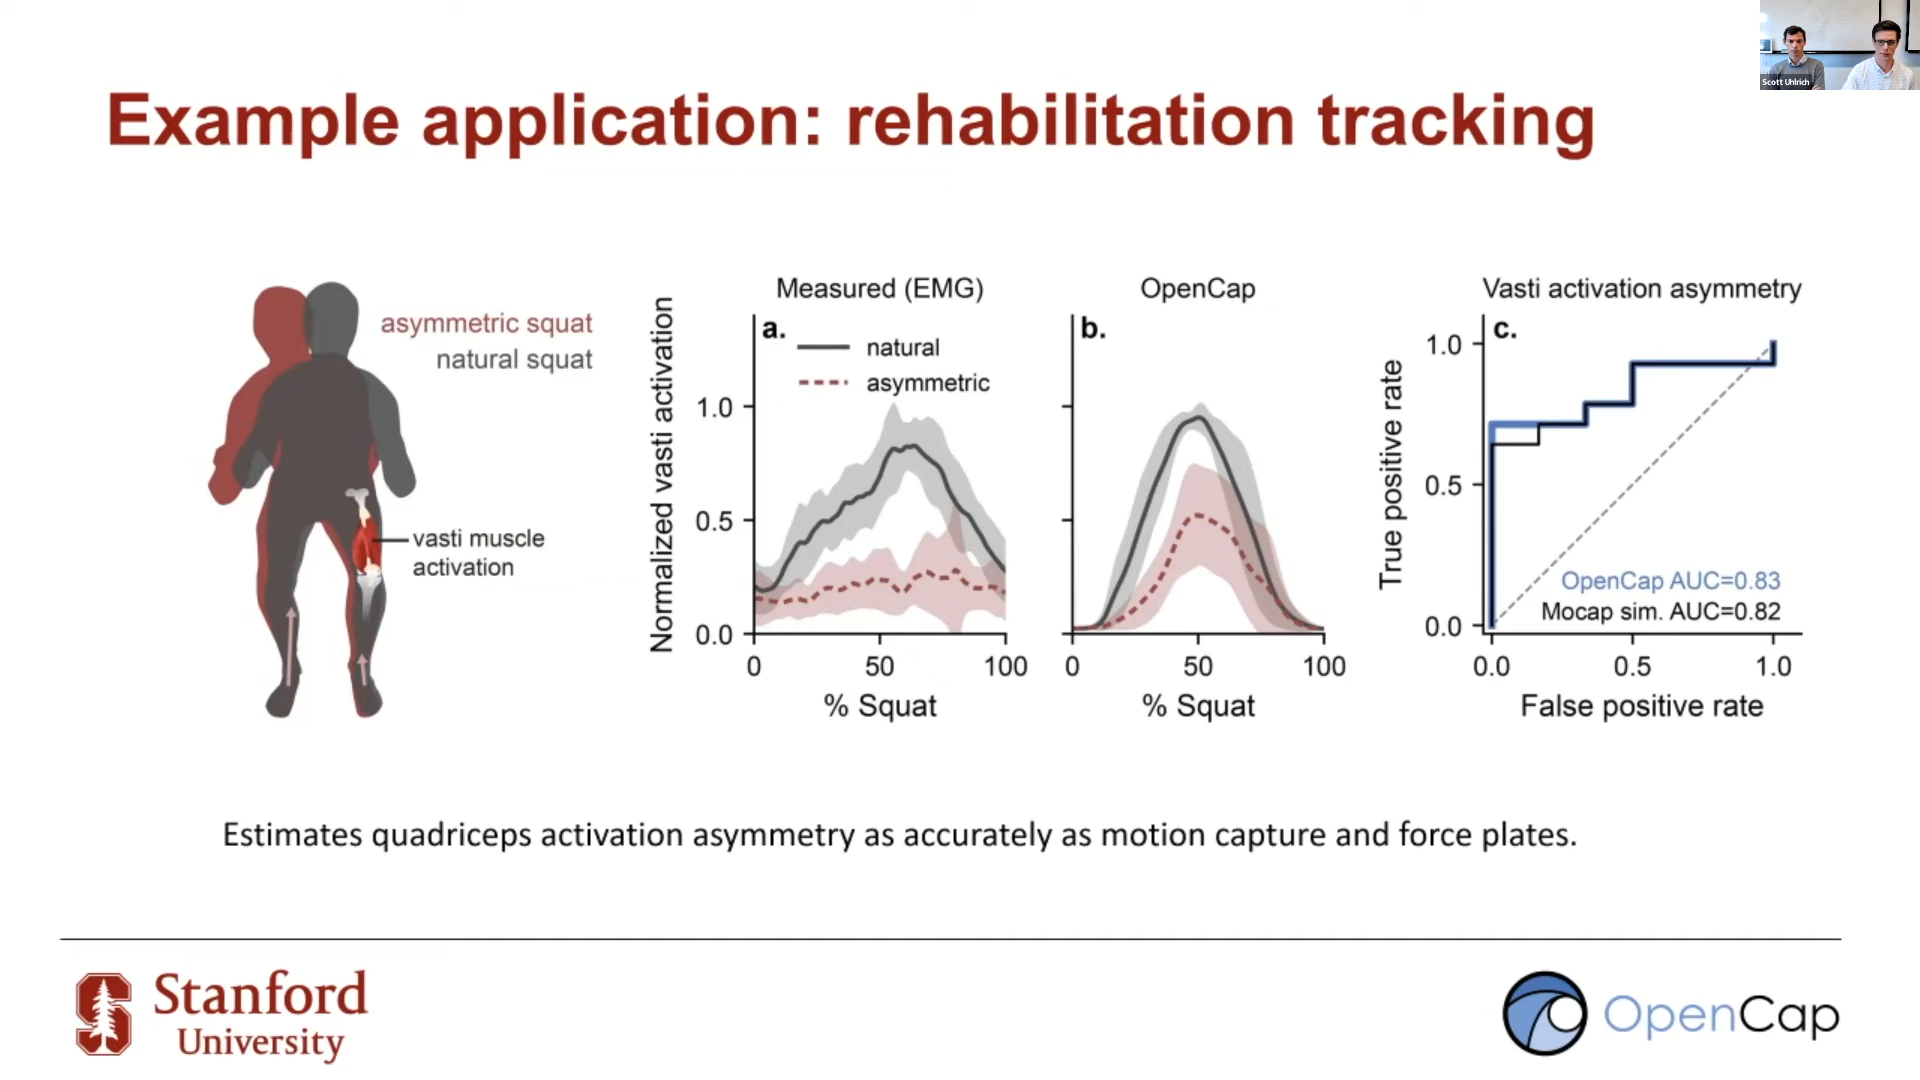 Scott Uhlrich
Example application: rehabilitation tracking
asymmetric squat
natural squat
vasti muscle
activation
Normalized vasti activation
Measured (EMG)
a.
natural
asymmetric
1.0
0.5
0.0
0
50
100
% Squat
OpenCap
b.
0
50
100
% Squat
Vasti activation asymmetry
c.
True positive rate
1.0
0.5
0.0
OpenCap AUC=0.83
Mocap sim. AUC=0.82
0.0
0.5
1.0
False positive rate
Estimates quadriceps activation asymmetry as accurately as motion capture and force plates.
Stanford
University
OpenCap